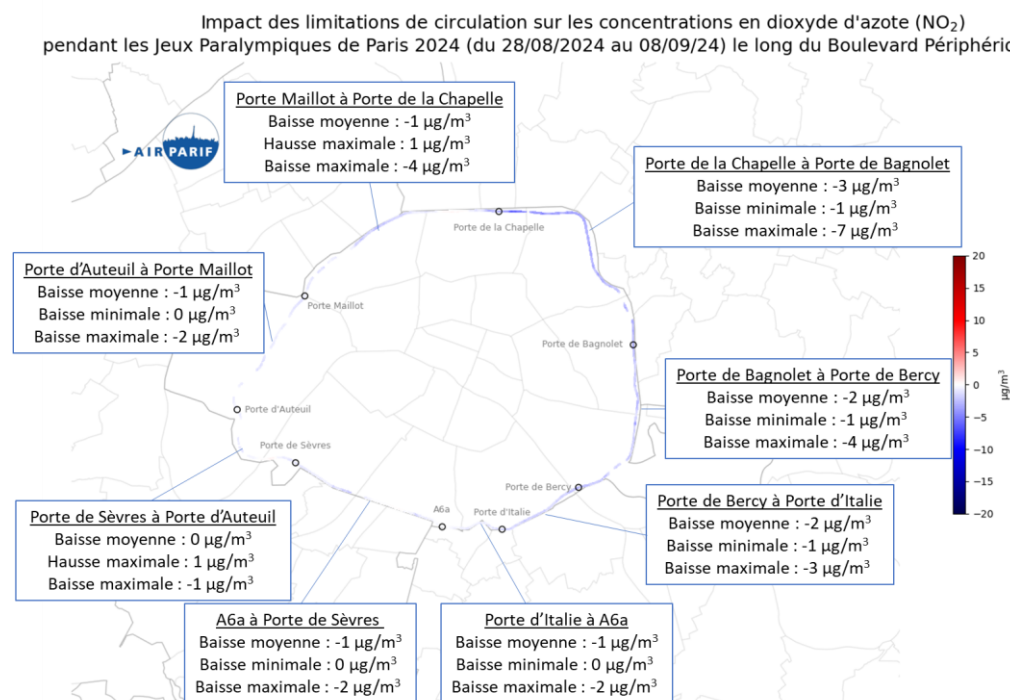 Impact des limitations de circulation sur les concentrations en dioxyde d'azote (NO₂)
pendant les Jeux Paralympiques de Paris 2024 (du 28/08/2024 au 08/09/24) le long du Boulevard
AIRPARIF
Porte Maillot à Porte de la Chapelle
Baisse moyenne : -1 µg/m³
Hausse maximale : 1 µg/m³
Baisse maximale : -4 µg/m³
Porte de la Chapelle à Porte de Bagnolet
Baisse moyenne : -3 µg/m³
Baisse minimale : -1 µg/m³
Baisse maximale : -7 µg/m³
Porte de la Chapelle
Porte d'Auteuil à Porte Maillot
Baisse moyenne : -1 µg/m³
Baisse minimale : 0 µg/m³
Baisse maximale : -2 µg/m³
Porte Maillot
Porte de Bagnolet
20
15
10
5
0
−5
−10
−15
−20
µg/m³
Porte de Bagnolet à Porte de Bercy
Baisse moyenne : -2 µg/m³
Baisse minimale : -1 µg/m³
Baisse maximale : -4 µg/m³
Porte d'Auteuil
Porte de Sèvres
Porte de Bercy
A6a
Porte d'Italie
Porte de Bercy à Porte d'Italie
Baisse moyenne : -2 µg/m³
Baisse minimale : -1 µg/m³
Baisse maximale : -3 µg/m³
Porte de Sèvres à Porte d'Auteuil
Baisse moyenne : 0 µg/m³
Hausse maximale : 1 µg/m³
Baisse maximale : -1 µg/m³
A6a à Porte de Sèvres
Baisse moyenne : -1 µg/m³
Baisse minimale : 0 µg/m³
Baisse maximale : -2 µg/m³
Porte d'Italie à A6a
Baisse moyenne : -1 µg/m³
Baisse minimale : 0 µg/m³
Baisse maximale : -2 µg/m³